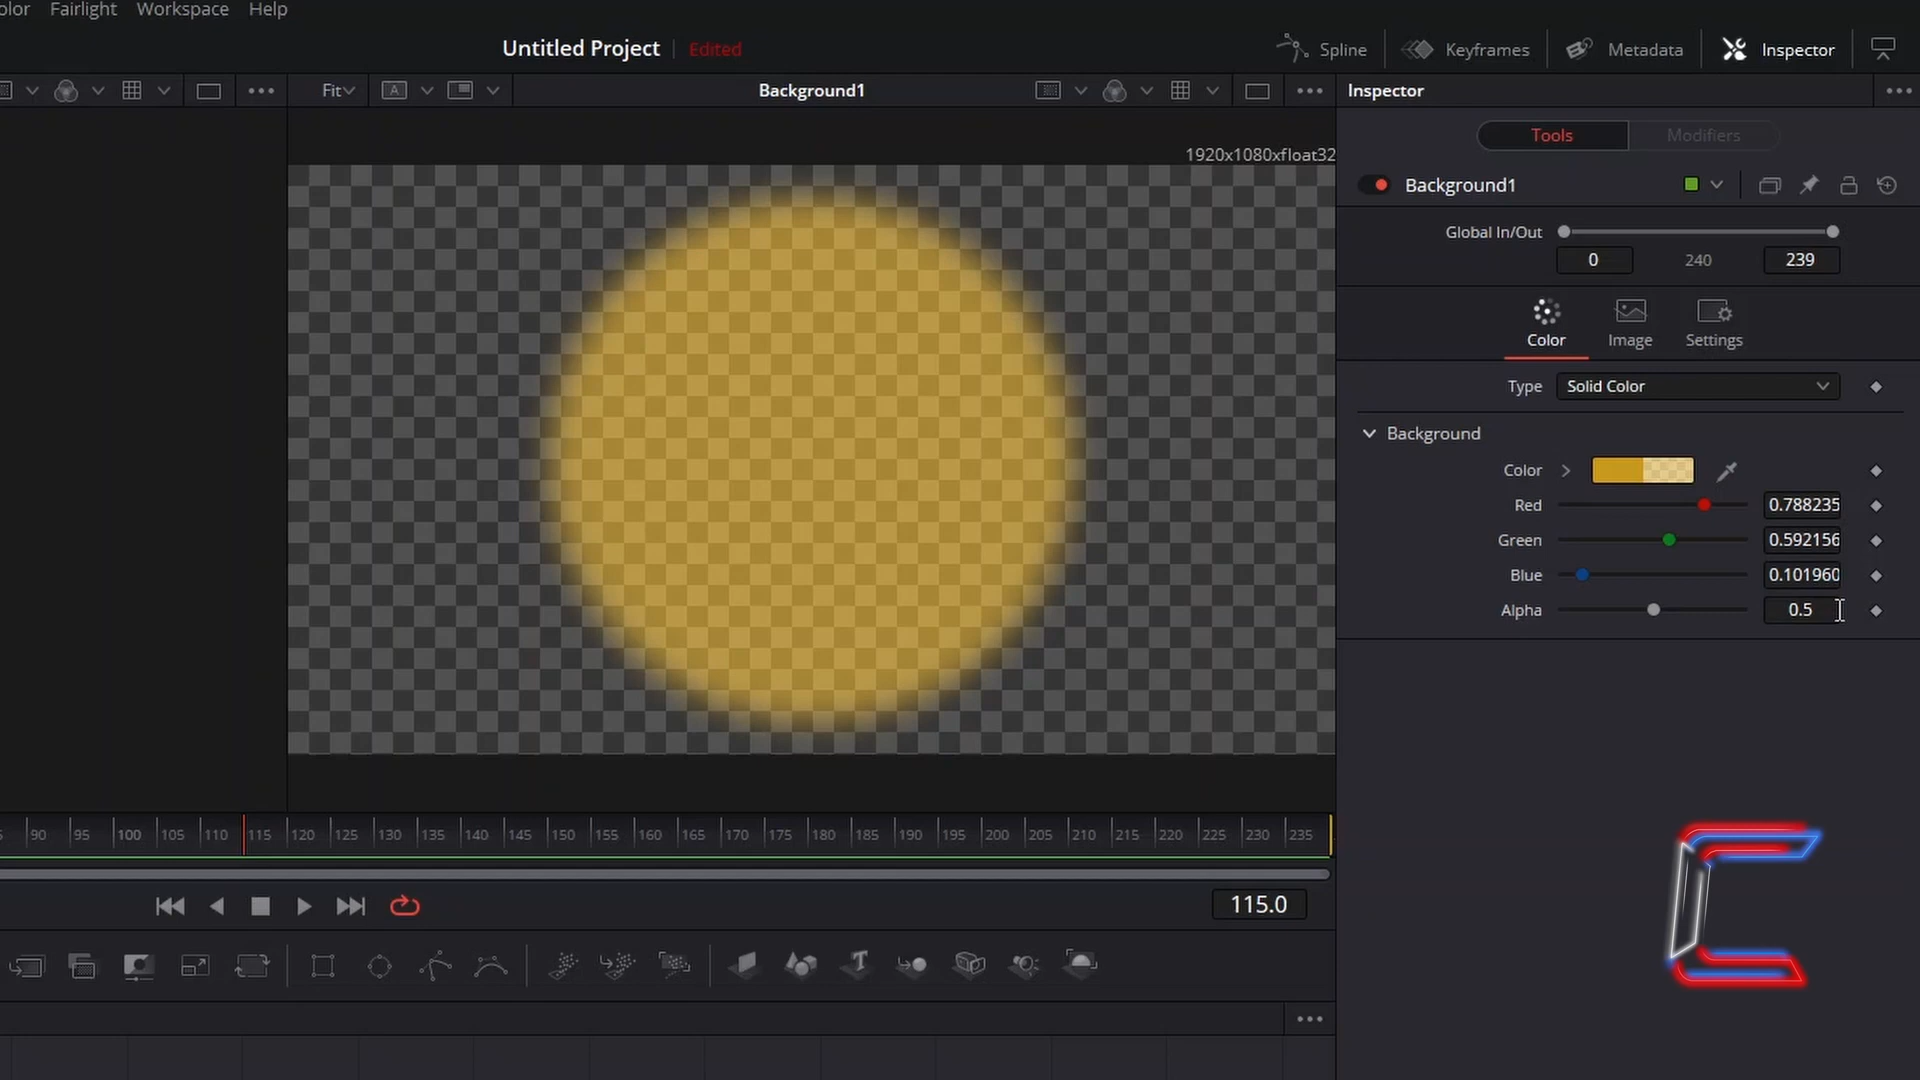 olor Fairlight Workspace Help
Untitled Project Edited
Spline Keyframes Metadata Inspector
Fit Background1 Inspector
1920x1080xfloat32
Tools Modifiers
Background1
Global In/Out
0 240 239
Color Image Settings
Type Solid Color
Background
Color
Red 0.788235
Green 0.592156
Blue 0.101960
Alpha 0.5
90 95 100 105 110 115 120 125 130 135 140 145 150 155 160 165 170 175 180 185 190 195 200 205 210 215 220 225 230 235
115.0